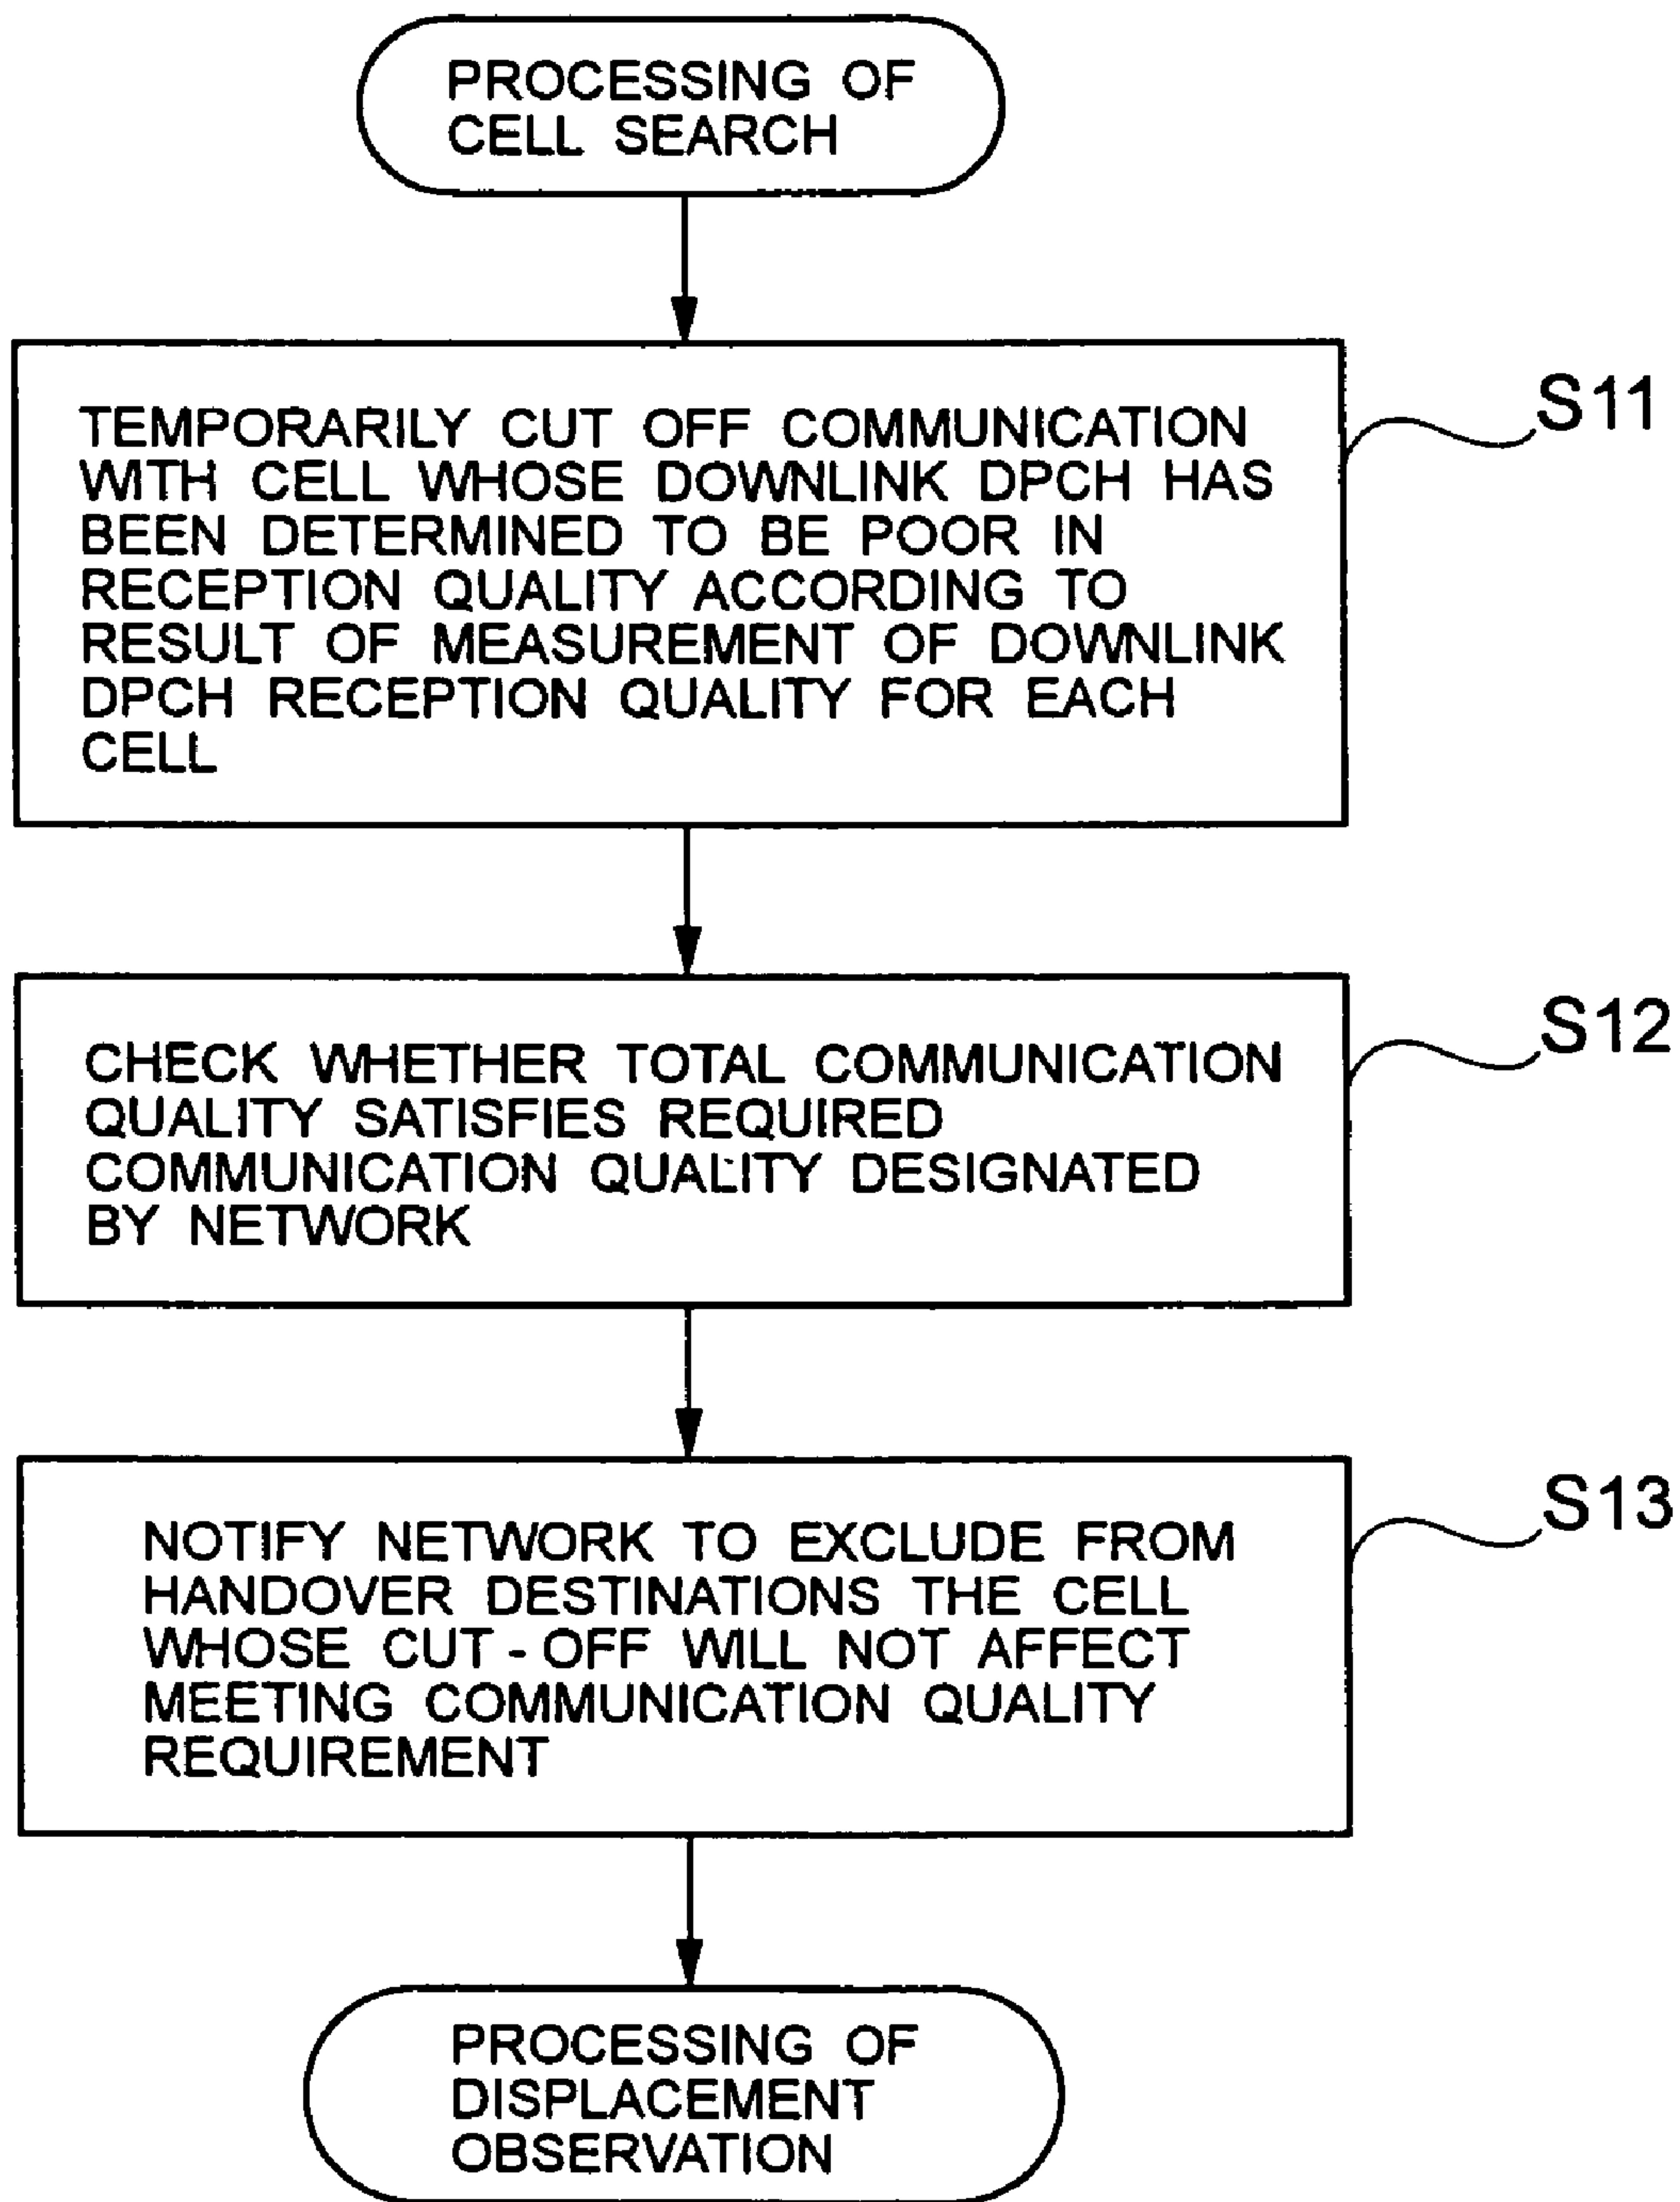 PROCESSING OF
CELL SEARCH
TEMPORARILY CUT OFF COMMUNICATION
WITH CELL WHOSE DOWNLINK DPCH HAS
BEEN DETERMINED TO BE POOR IN
RECEPTION QUALITY ACCORDING TO
RESULT OF MEASUREMENT OF DOWNLINK
DPCH RECEPTION QUALITY FOR EACH
CELL
S11
CHECK WHETHER TOTAL COMMUNICATION
QUALITY SATISFIES REQUIRED
COMMUNICATION QUALITY DESIGNATED
BY NETWORK
S12
NOTIFY NETWORK TO EXCLUDE FROM
HANDOVER DESTINATIONS THE CELL
WHOSE CUT-OFF WILL NOT AFFECT
MEETING COMMUNICATION QUALITY
REQUIREMENT
S13
PROCESSING OF
DISPLACEMENT
OBSERVATION